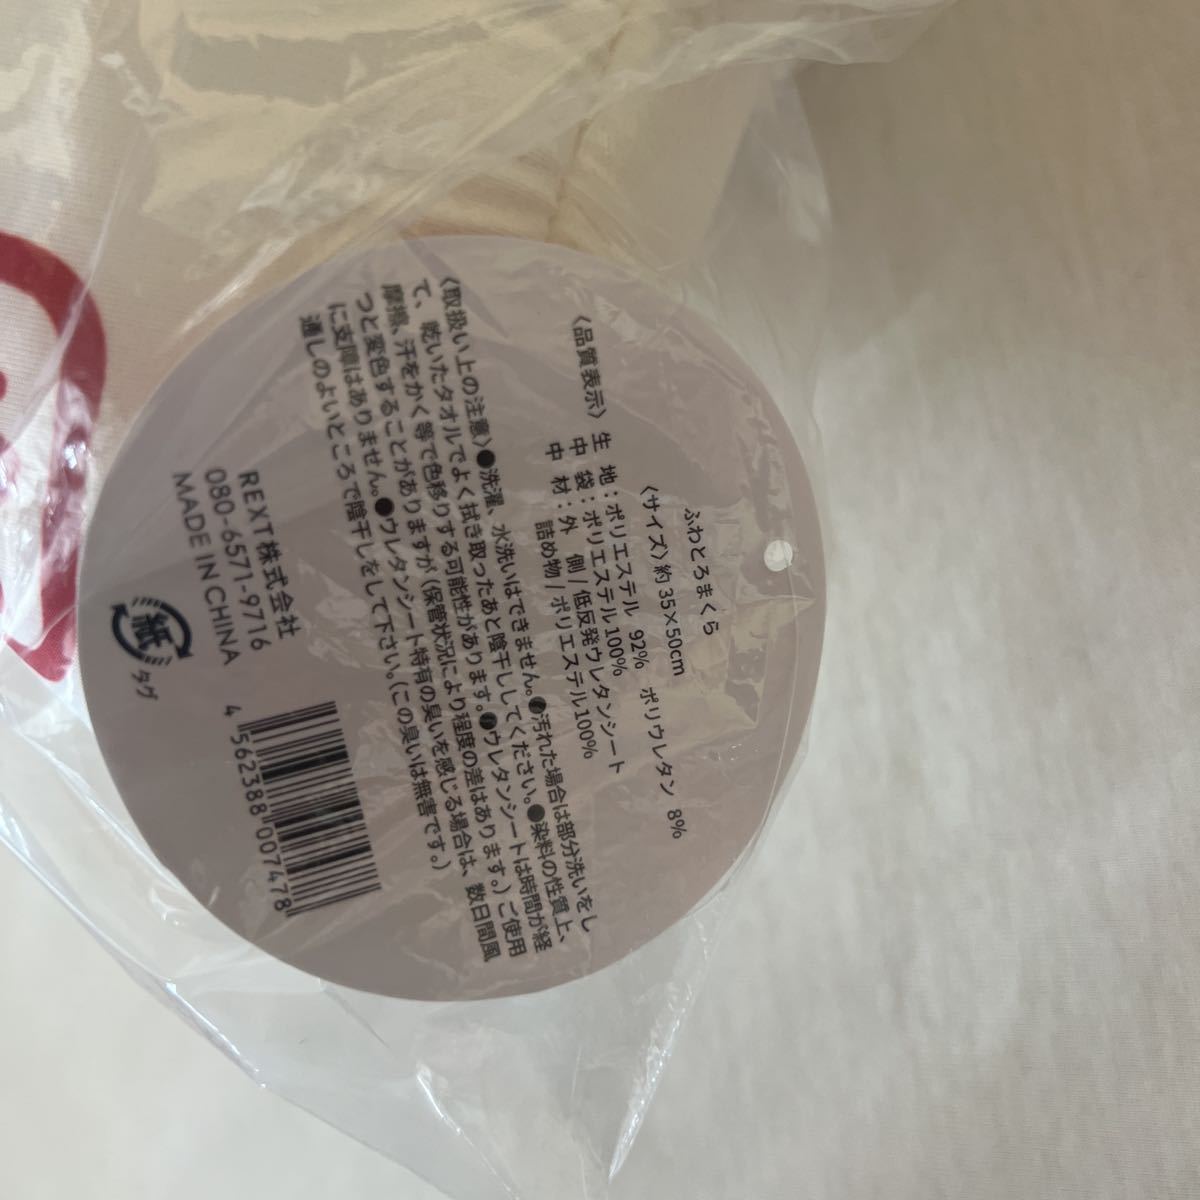 ふわとろまくら
〈サイズ〉約35×50cm
〈品質表示〉生　地：ポリエステル 92%　ポリウレタン 8%
中　袋：ポリエステル100%
中　材：外　側/低反発ウレタンシート
詰め物/ポリエステル100%
〈取扱い上の注意〉●洗濯、水洗いはできません。●汚れた場合は部分洗いをし
て、乾いたタオルでよく拭き取ったあと陰干ししてください。●染料の性質上、
摩擦、汗をかく等で色移りする可能性があります。●ウレタンシートは時間が経
つと変色することがありますが（保管状況により程度の差はあります。）ご使用
に支障はありません。●ウレタンシート特有の臭いを感じる場合は、数日間風
通しのよいところで陰干しをして下さい。（この臭いは無害です。）
REXT株式会社
080-6571-9716
MADE IN CHINA
紙
タグ
4 562388 007478